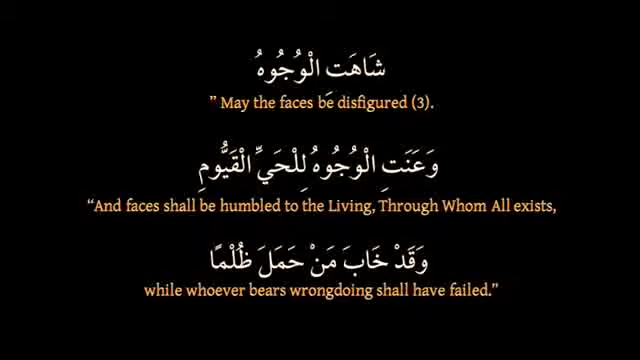 شَاهَتِ الْوُجُوهُ
” May the faces be disfigured (3).
وَعَنَتِ الْوُجُوهُ لِلْحَيِّ الْقَيُّومِ
“And faces shall be humbled to the Living, Through Whom All exists,
وَقَدْ خَابَ مَنْ حَمَلَ ظُلْمًا
while whoever bears wrongdoing shall have failed.”